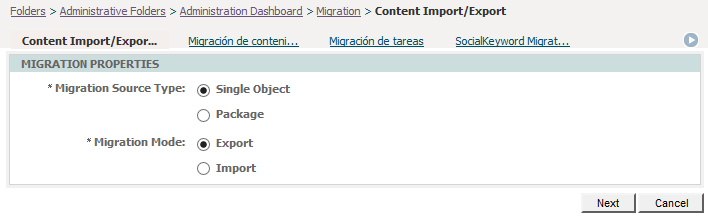 Folders > Administrative Folders > Administration Dashboard > Migration > Content Import/Export
Content Import/Expor... Migración de conteni... Migración de tareas SocialKeyword Migrat...
MIGRATION PROPERTIES
* Migration Source Type: Single Object
Package
* Migration Mode: Export
Import
Next Cancel